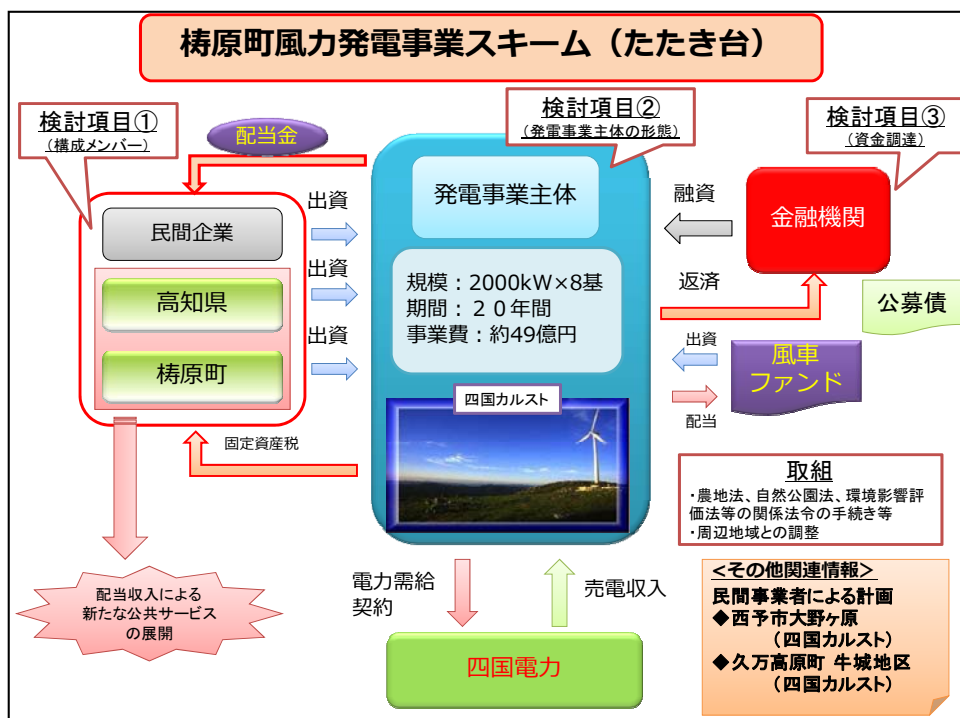 梼原町風力発電事業スキーム（たたき台）
検討項目①
（構成メンバー）
配当金
検討項目②
（発電事業主体の形態）
検討項目③
（資金調達）
民間企業
高知県
梼原町
出資
出資
出資
発電事業主体
規模：2000kW×8基
期間：２０年間
事業費：約49億円
四国カルスト
融資
金融機関
返済
公募債
出資
風車
ファンド
配当
固定資産税
取組
・農地法、自然公園法、環境影響評
価法等の関係法令の手続き等
・周辺地域との調整
配当収入による
新たな公共サービス
の展開
電力需給
契約
売電収入
四国電力
<その他関連情報>
民間事業者による計画
◆西予市大野ヶ原
（四国カルスト）
◆久万高原町 牛城地区
（四国カルスト）